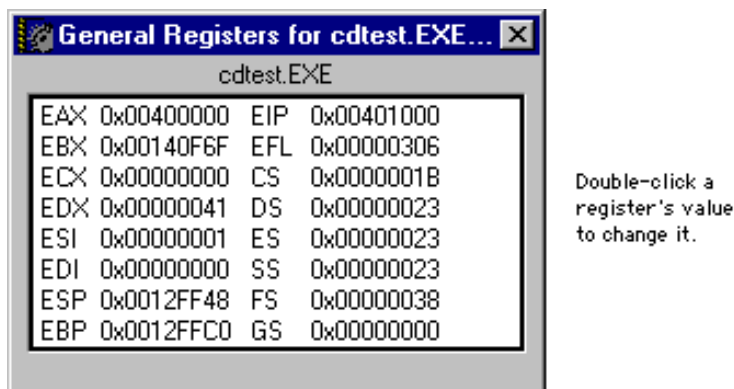 General Registers for cdtest.EXE...
cdtest.EXE
EAX 0x00400000 EIP 0x00401000
EBX 0x00140F6F EFL 0x00000306
ECX 0x00000000 CS 0x0000001B
EDX 0x00000041 DS 0x00000023
ESI 0x00000001 ES 0x00000023
EDI 0x00000000 SS 0x00000023
ESP 0x0012FF48 FS 0x00000038
EBP 0x0012FFC0 GS 0x00000000
Double-click a
register's value
to change it.